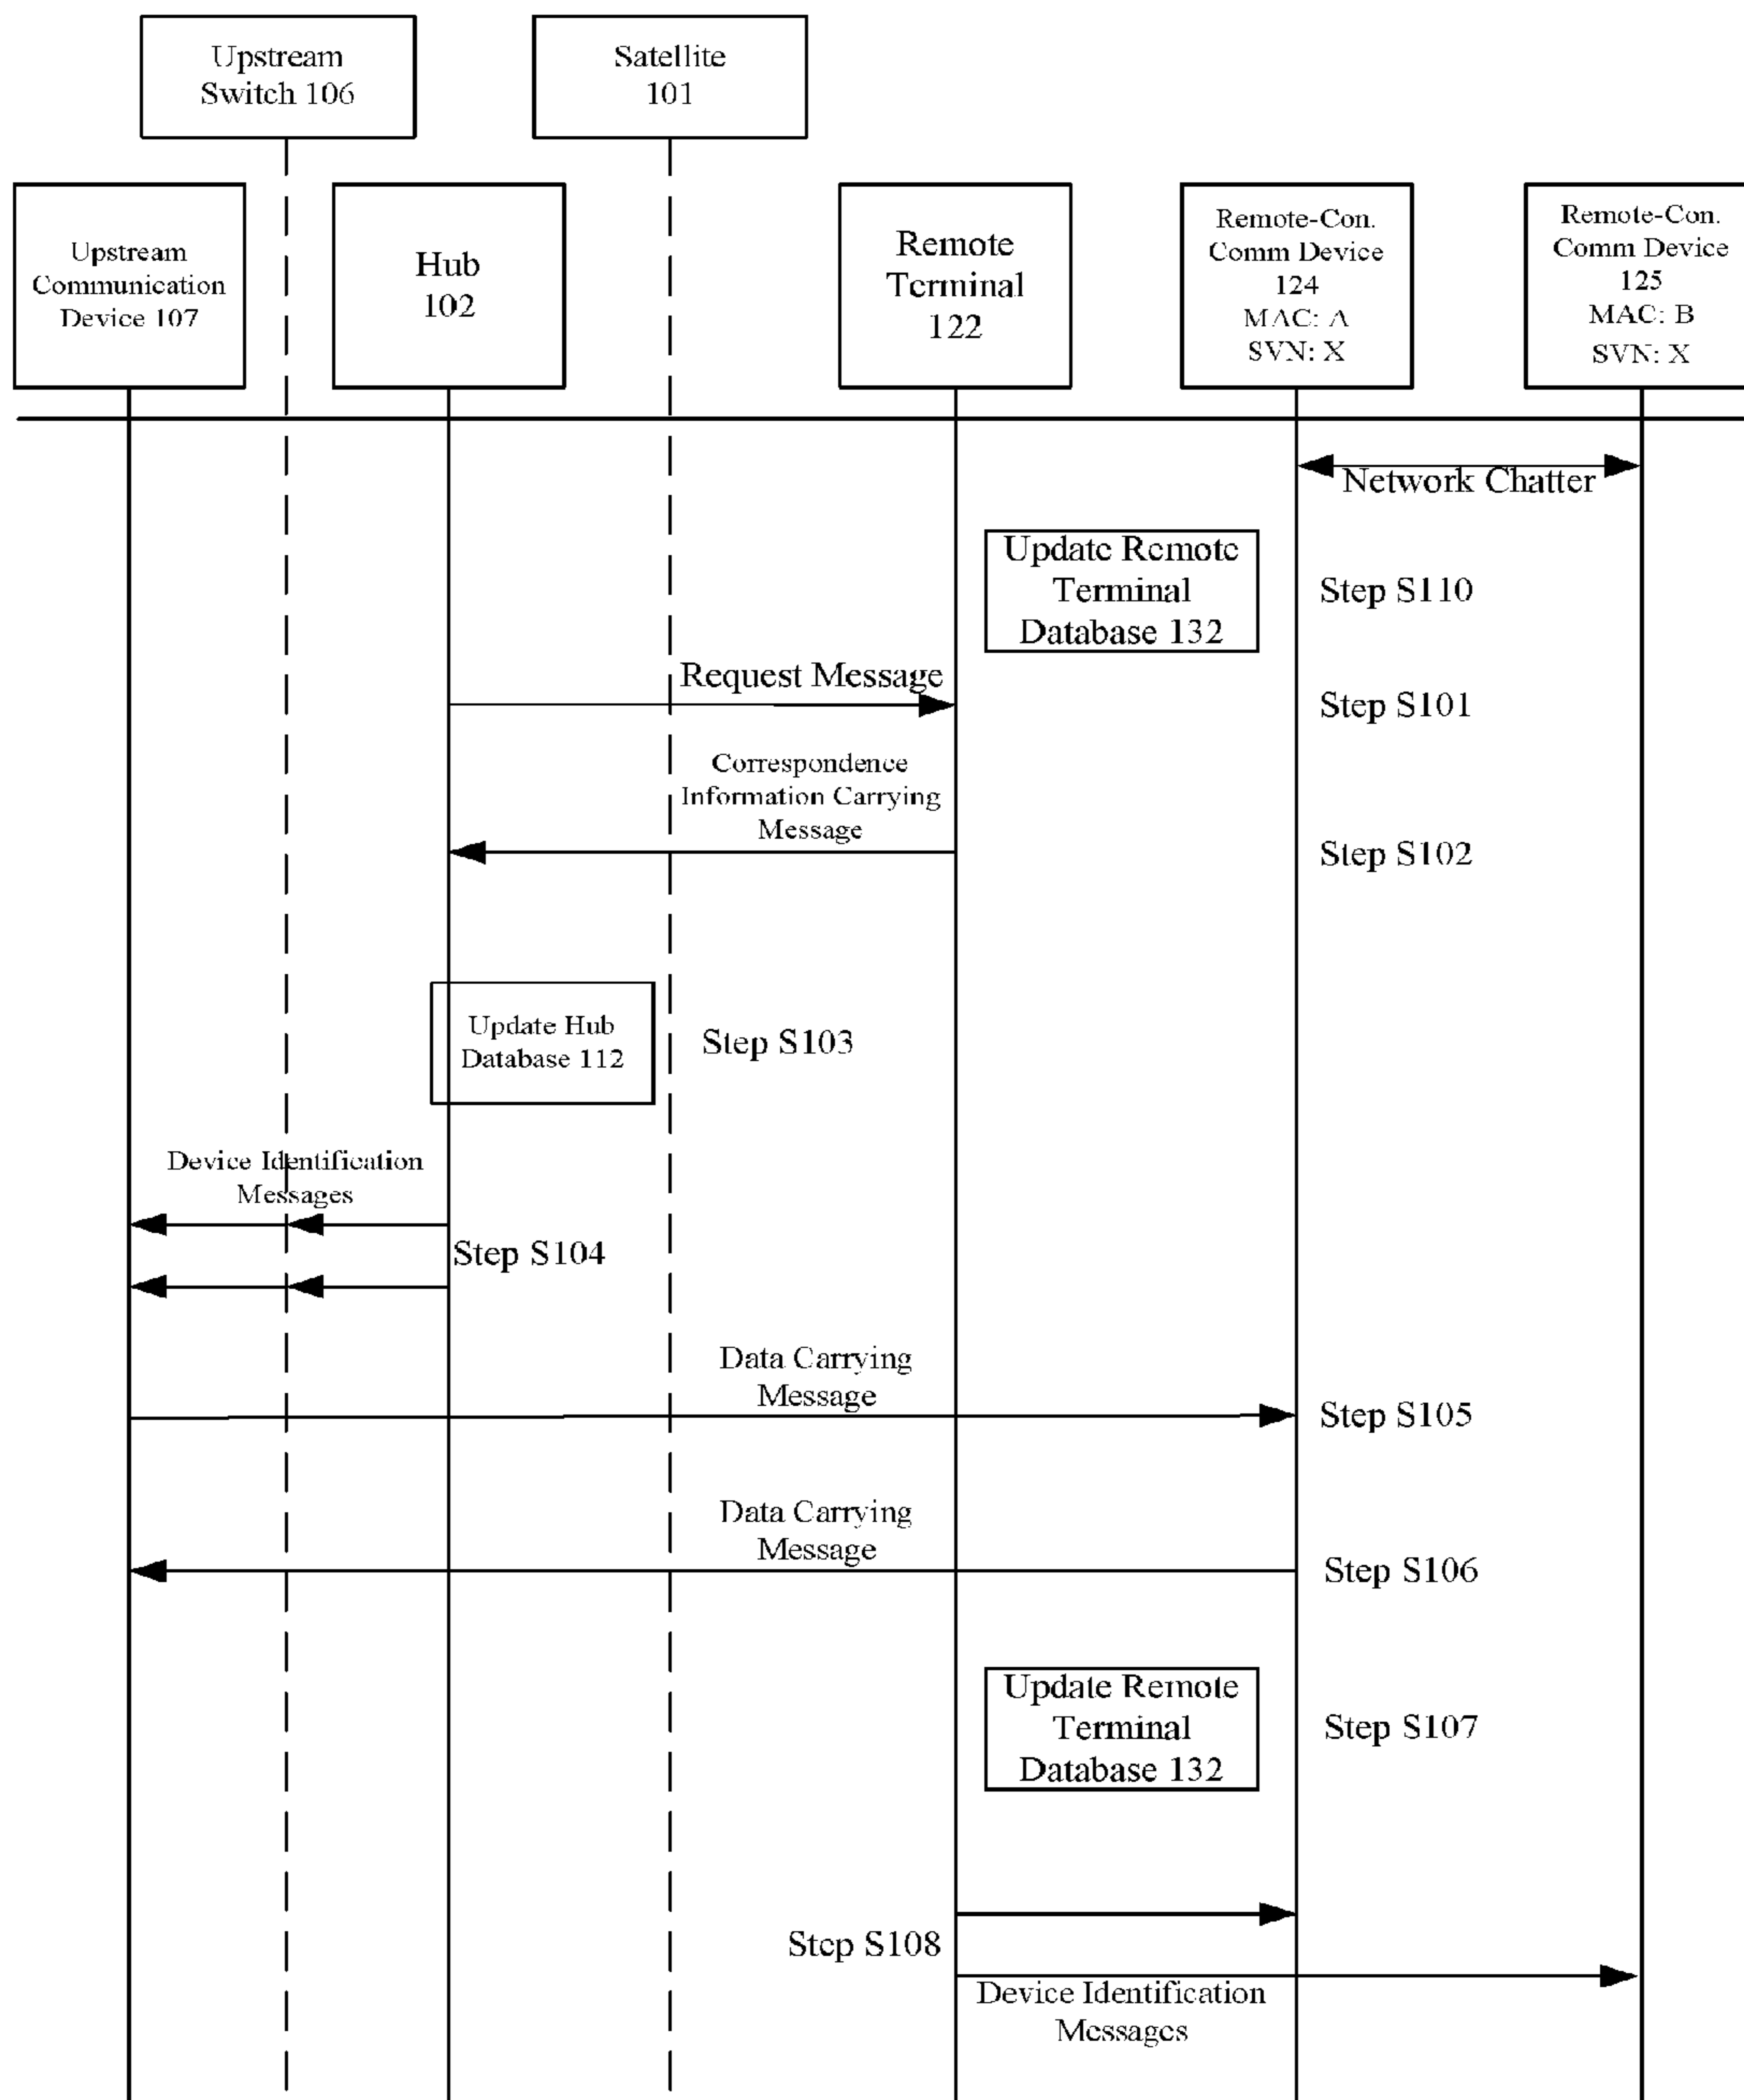 Upstream
Switch 106
Satellite
101
Upstream
Communication
Device 107
Hub
102
Remote
Terminal
122
Remote-Con.
Comm Device
124
MAC: A
SVN: X
Remote-Con.
Comm Device
125
MAC: B
SVN: X
Network Chatter
Update Remote
Terminal
Database 132
Step S110
Request Message
Step S101
Correspondence
Information Carrying
Message
Step S102
Update Hub
Database 112
Step S103
Device Identification
Messages
Step S104
Data Carrying
Message
Step S105
Data Carrying
Message
Step S106
Update Remote
Terminal
Database 132
Step S107
Step S108
Device Identification
Messages